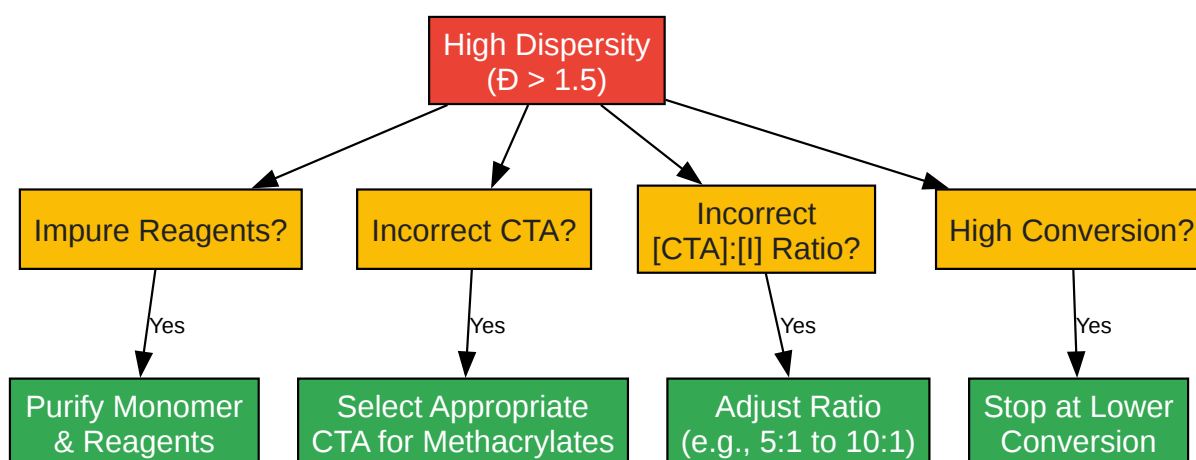 High Dispersity
(Đ > 1.5)
Impure Reagents?
Incorrect CTA?
Incorrect
[CTA]:[I] Ratio?
High Conversion?
Yes
Yes
Yes
Yes
Purify Monomer
& Reagents
Select Appropriate
CTA for Methacrylates
Adjust Ratio
(e.g., 5:1 to 10:1)
Stop at Lower
Conversion